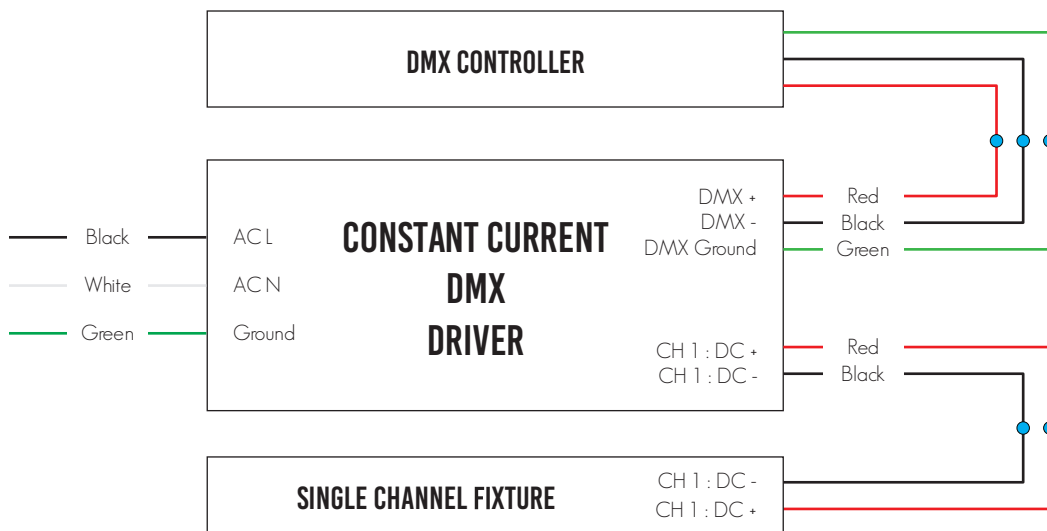 DMX CONTROLLER
DMX +
Red
DMX -
Black
DMX Ground
Green
Black
AC L
White
AC N
Green
Ground
CONSTANT CURRENT
DMX
DRIVER
CH 1 : DC +
Red
CH 1 : DC -
Black
SINGLE CHANNEL FIXTURE
CH 1 : DC -
CH 1 : DC +